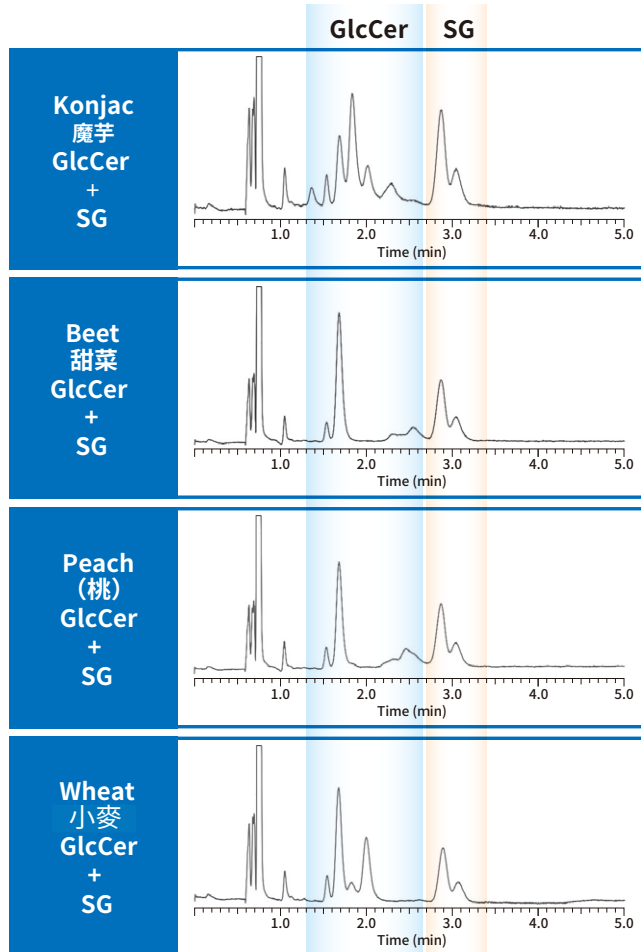 GlcCer SG
Konjac
魔芋
GlcCer
+
SG
1.0 2.0 3.0 4.0 5.0
Time (min)
Beet
甜菜
GlcCer
+
SG
1.0 2.0 3.0 4.0 5.0
Time (min)
Peach
（桃）
GlcCer
+
SG
1.0 2.0 3.0 4.0 5.0
Time (min)
Wheat
小麥
GlcCer
+
SG
1.0 2.0 3.0 4.0 5.0
Time (min)